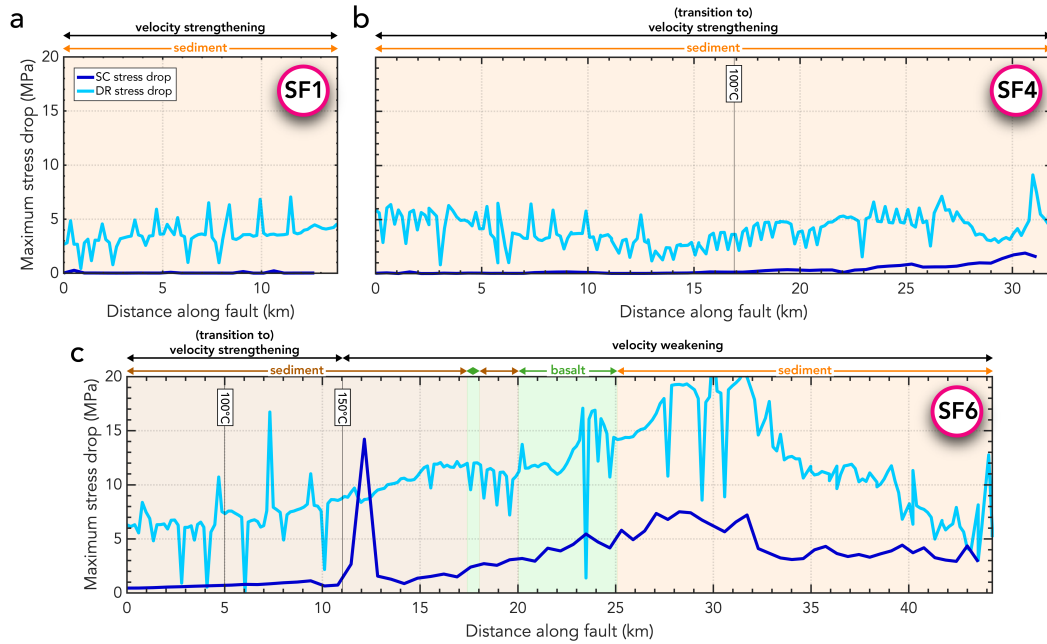 a
velocity strengthening
sediment
SC stress drop
DR stress drop
SF1
20
15
10
5
0
Maximum stress drop (MPa)
0 5 10
Distance along fault (km)
b
(transition to)
velocity strengthening
sediment
100°C
SF4
0 5 10 15 20 25 30
Distance along fault (km)
c
(transition to)
velocity strengthening
velocity weakening
sediment
basalt
sediment
100°C
150°C
SF6
20
15
10
5
0
Maximum stress drop (MPa)
0 5 10 15 20 25 30 35 40
Distance along fault (km)